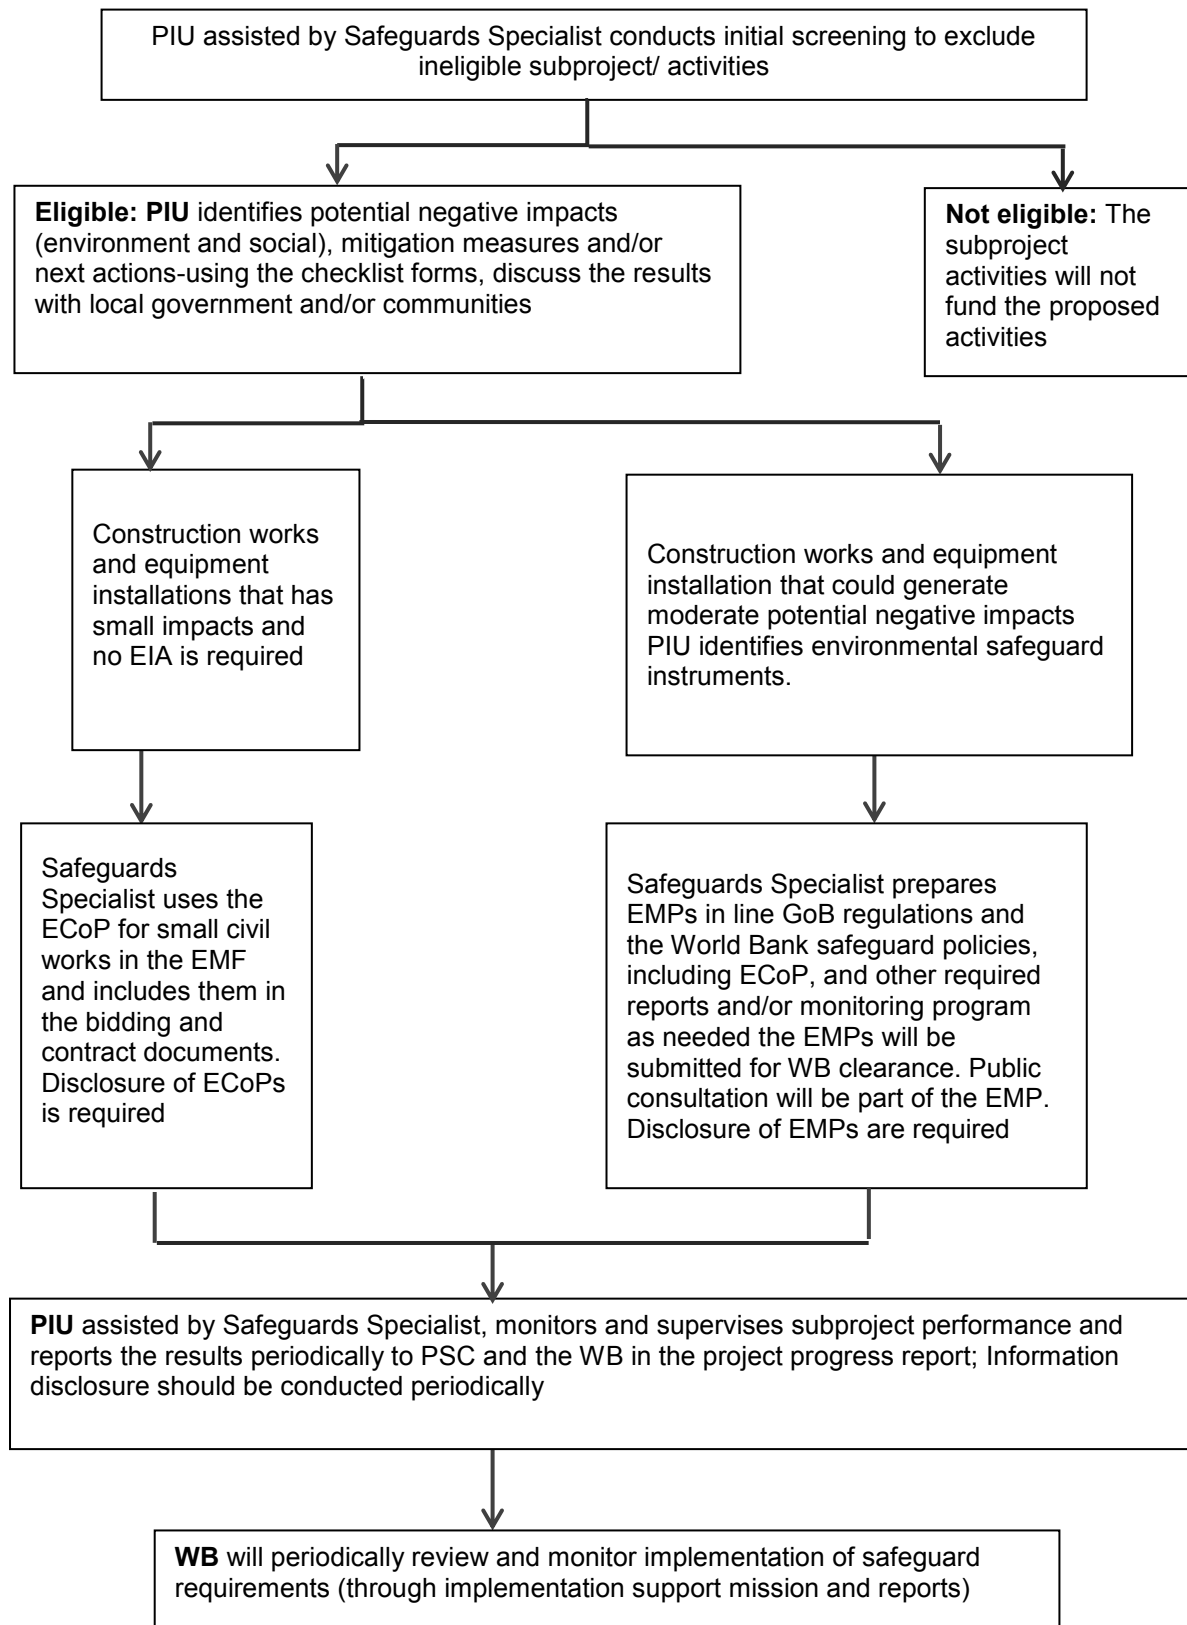 PIU assisted by Safeguards Specialist conducts initial screening to exclude
ineligible subproject/ activities
Eligible: PIU identifies potential negative impacts
(environment and social), mitigation measures and/or
next actions-using the checklist forms, discuss the results
with local government and/or communities
Not eligible: The
subproject
activities will not
fund the proposed
activities
Construction works
and equipment
installations that has
small impacts and
no EIA is required
Construction works and equipment
installation that could generate
moderate potential negative impacts
PIU identifies environmental safeguard
instruments.
Safeguards
Specialist uses the
ECoP for small civil
works in the EMF
and includes them in
the bidding and
contract documents.
Disclosure of ECoPs
is required
Safeguards Specialist prepares
EMPs in line GoB regulations and
the World Bank safeguard policies,
including ECoP, and other required
reports and/or monitoring program
as needed the EMPs will be
submitted for WB clearance. Public
consultation will be part of the EMP.
Disclosure of EMPs are required
PIU assisted by Safeguards Specialist, monitors and supervises subproject performance and
reports the results periodically to PSC and the WB in the project progress report; Information
disclosure should be conducted periodically
WB will periodically review and monitor implementation of safeguard
requirements (through implementation support mission and reports)